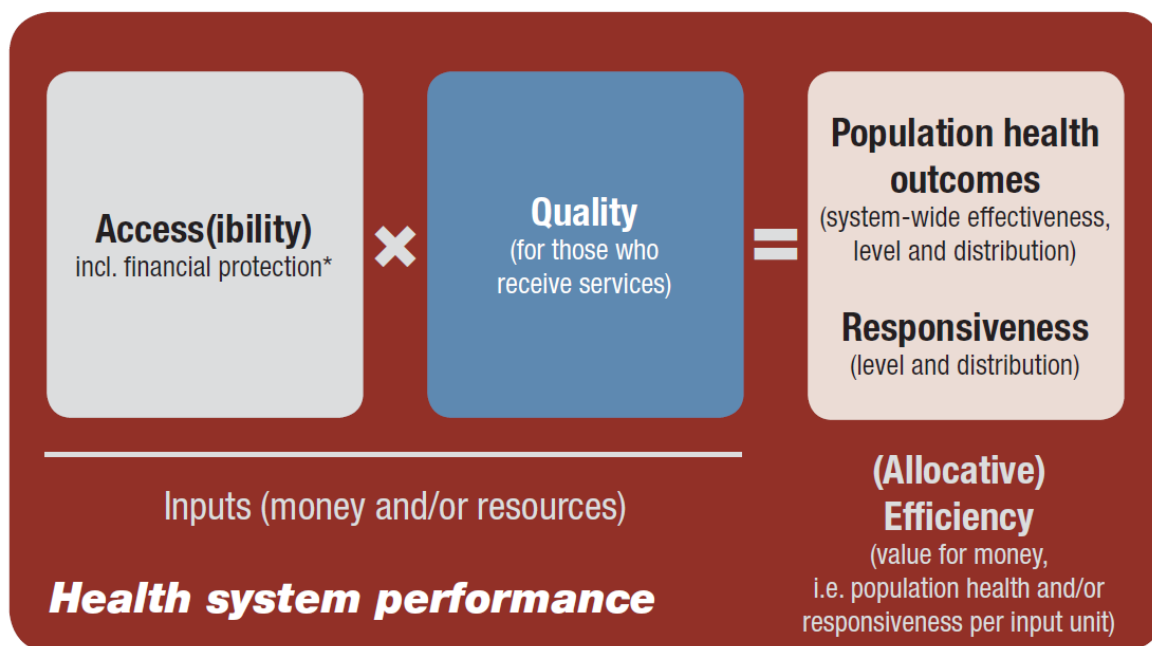 Access(ibility)
incl. financial protection*
×
Quality
(for those who
receive services)
=
Population health
outcomes
(system-wide effectiveness,
level and distribution)
Responsiveness
(level and distribution)
Inputs (money and/or resources)
(Allocative)
Efficiency
(value for money,
i.e. population health and/or
responsiveness per input unit)
Health system performance